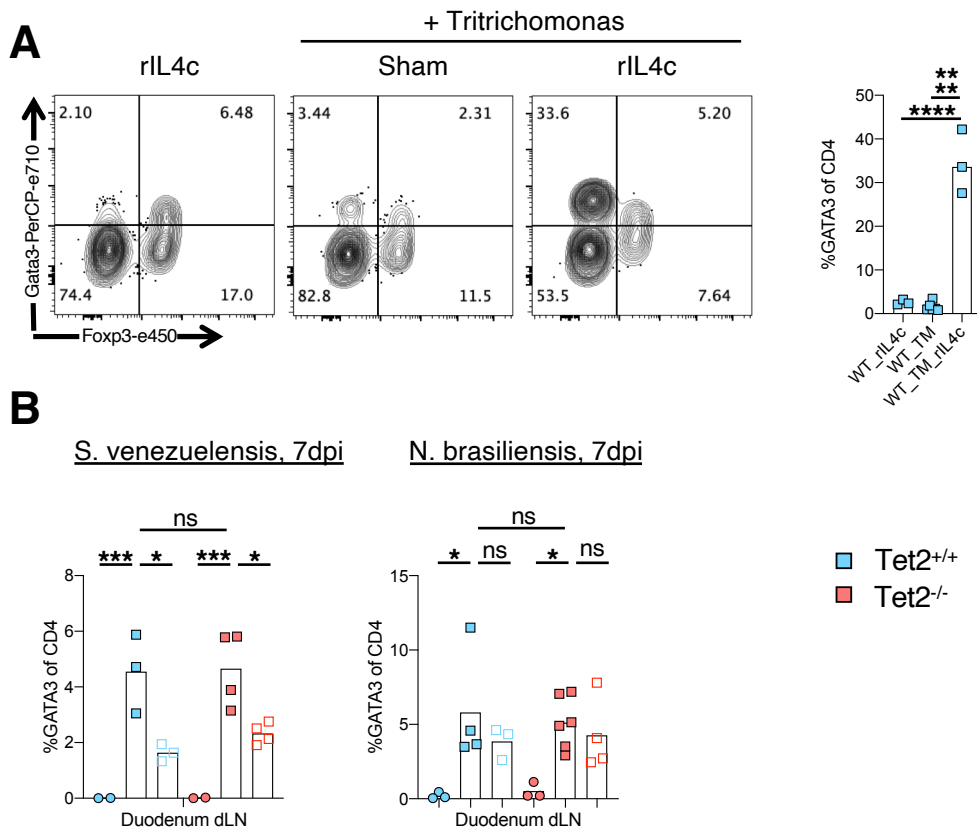 A
+ Tritrichomonas
rIL4c
Sham
rIL4c
Gata3-PerCP-e710
2.10
6.48
74.4
17.0
3.44
2.31
82.8
11.5
33.6
5.20
53.5
7.64
Foxp3-e450
**
**
****
%GATA3 of CD4
50
40
30
20
10
0
WT_rIL4c
WT_TM
WT_TM_rIL4c
B
S. venezuelensis, 7dpi
ns
***
*
***
*
%GATA3 of CD4
8
6
4
2
0
Duodenum dLN
N. brasiliensis, 7dpi
ns
*
ns
*
ns
%GATA3 of CD4
15
10
5
0
Duodenum dLN
Tet2+/+
Tet2-/-